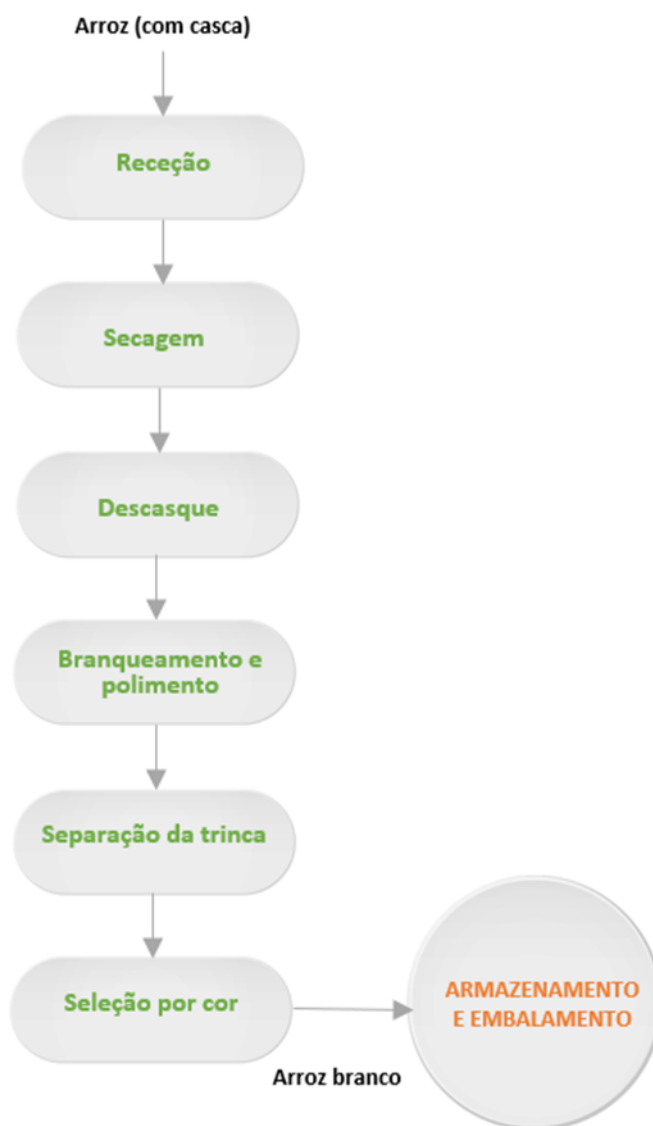 Arroz (com casca)
Receção
Secagem
Descasque
Branqueamento e
polimento
Separação da trinca
Seleção por cor
Arroz branco
ARMAZENAMENTO
E EMBALAMENTO